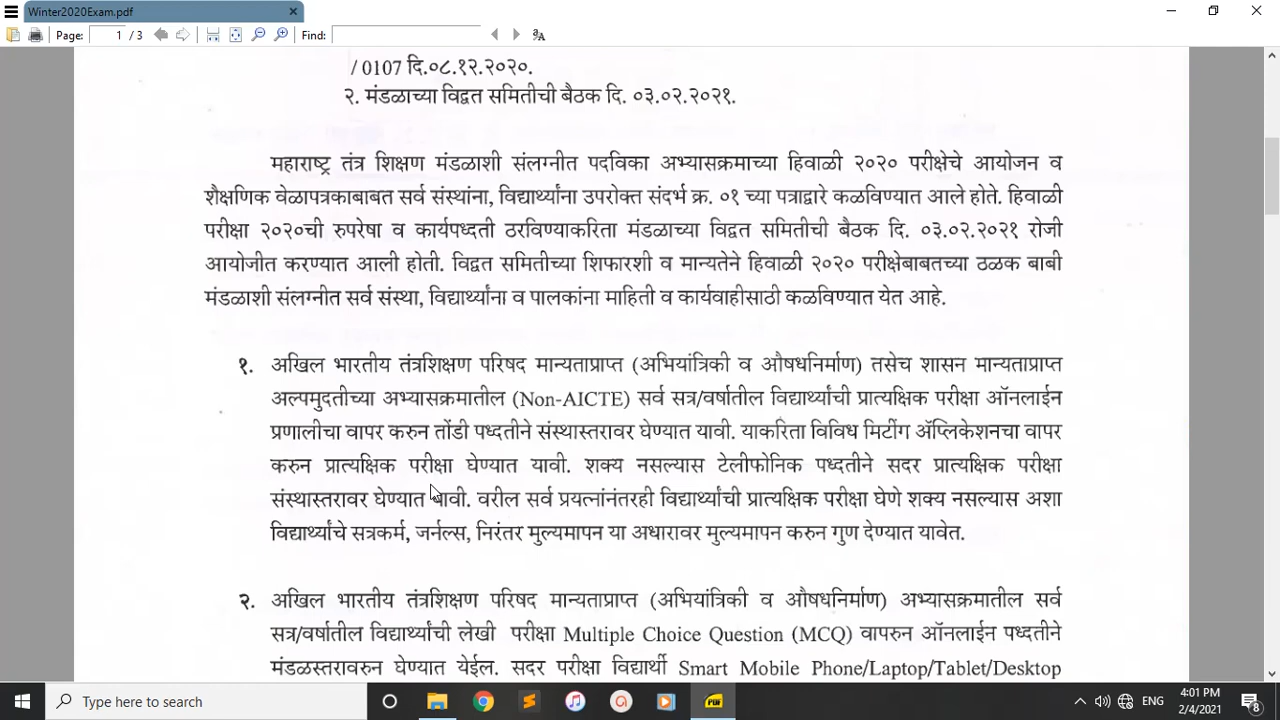 Winter2020Exam.pdf
Page: 1 / 3 Find:
/ 0107 दि.०८.१२.२०२०.
२. मंडळाच्या विद्वत समितीची बैठक दि. ०३.०२.२०२१.
महाराष्ट्र तंत्र शिक्षण मंडळाशी संलग्नीत पदविका अभ्यासक्रमाच्या हिवाळी २०२० परीक्षेचे आयोजन व
शैक्षणिक वेळापत्रकाबाबत सर्व संस्थांना, विद्यार्थ्यांना उपरोक्त संदर्भ क्र. ०१ च्या पत्राद्वारे कळविण्यात आले होते. हिवाळी
परीक्षा २०२०ची रुपरेषा व कार्यपध्दती ठरविण्याकरिता मंडळाच्या विद्वत समितीची बैठक दि. ०३.०२.२०२१ रोजी
आयोजीत करण्यात आली होती. विद्वत समितीच्या शिफारशी व मान्यतेने हिवाळी २०२० परीक्षेबाबतच्या ठळक बाबी
मंडळाशी संलग्नीत सर्व संस्था, विद्यार्थ्यांना व पालकांना माहिती व कार्यवाहीसाठी कळविण्यात येत आहे.
१. अखिल भारतीय तंत्रशिक्षण परिषद मान्यताप्राप्त (अभियांत्रिकी व औषधनिर्माण) तसेच शासन मान्यताप्राप्त
अल्पमुदतीच्या अभ्यासक्रमातील (Non-AICTE) सर्व सत्र/वर्षातील विद्यार्थ्यांची प्रात्यक्षिक परीक्षा ऑनलाईन
प्रणालीचा वापर करुन तोंडी पध्दतीने संस्थास्तरावर घेण्यात यावी. याकरिता विविध मिटींग ॲप्लिकेशनचा वापर
करुन प्रात्यक्षिक परीक्षा घेण्यात यावी. शक्य नसल्यास टेलीफोनिक पध्दतीने सदर प्रात्यक्षिक परीक्षा
संस्थास्तरावर घेण्यात यावी. वरील सर्व प्रयत्नांनंतरही विद्यार्थ्यांची प्रात्यक्षिक परीक्षा घेणे शक्य नसल्यास अशा
विद्यार्थ्यांचे सत्रकर्म, जर्नल्स, निरंतर मुल्यमापन या अधारावर मुल्यमापन करुन गुण देण्यात यावेत.
२. अखिल भारतीय तंत्रशिक्षण परिषद मान्यताप्राप्त (अभियांत्रिकी व औषधनिर्माण) अभ्यासक्रमातील सर्व
सत्र/वर्षातील विद्यार्थ्यांची लेखी परीक्षा Multiple Choice Question (MCQ) वापरुन ऑनलाईन पध्दतीने
मंडळस्तरावरुन घेण्यात येईल. सदर परीक्षा विद्यार्थी Smart Mobile Phone/Laptop/Tablet/Desktop
Type here to search
ENG
4:01 PM
2/4/2021
8